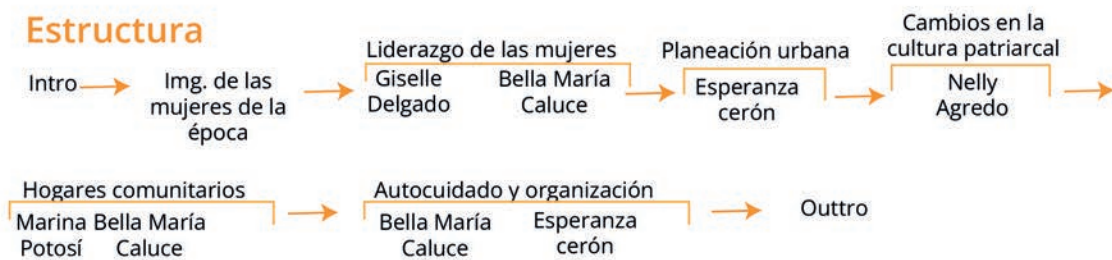 Estructura
Intro
Img. de las
mujeres de la
época
Liderazgo de las mujeres
Giselle
Delgado
Bella María
Caluce
Planeación urbana
Esperanza
cerón
Cambios en la
cultura patriarcal
Nelly
Agredo
Hogares comunitarios
Marina
Potosí
Bella María
Caluce
Autocuidado y organización
Bella María
Caluce
Esperanza
cerón
Outtro